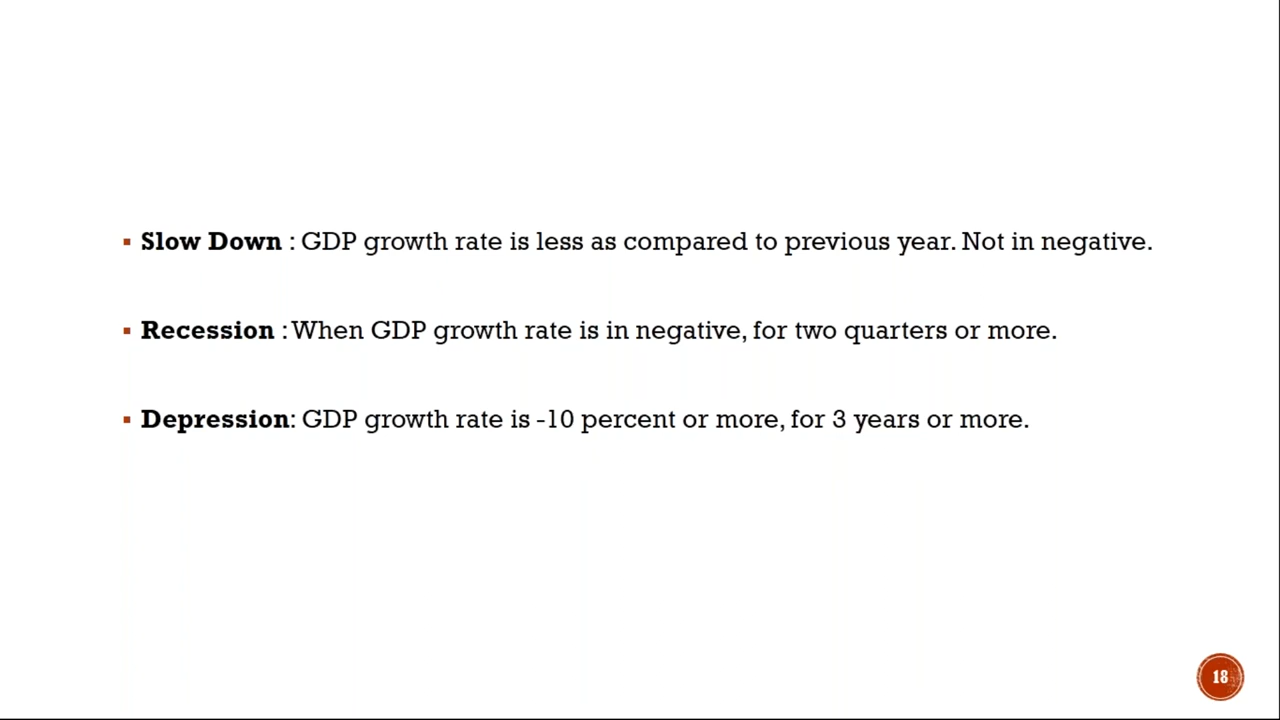 ▪ Slow Down : GDP growth rate is less as compared to previous year. Not in negative.
▪ Recession : When GDP growth rate is in negative, for two quarters or more.
▪ Depression: GDP growth rate is -10 percent or more, for 3 years or more.
18